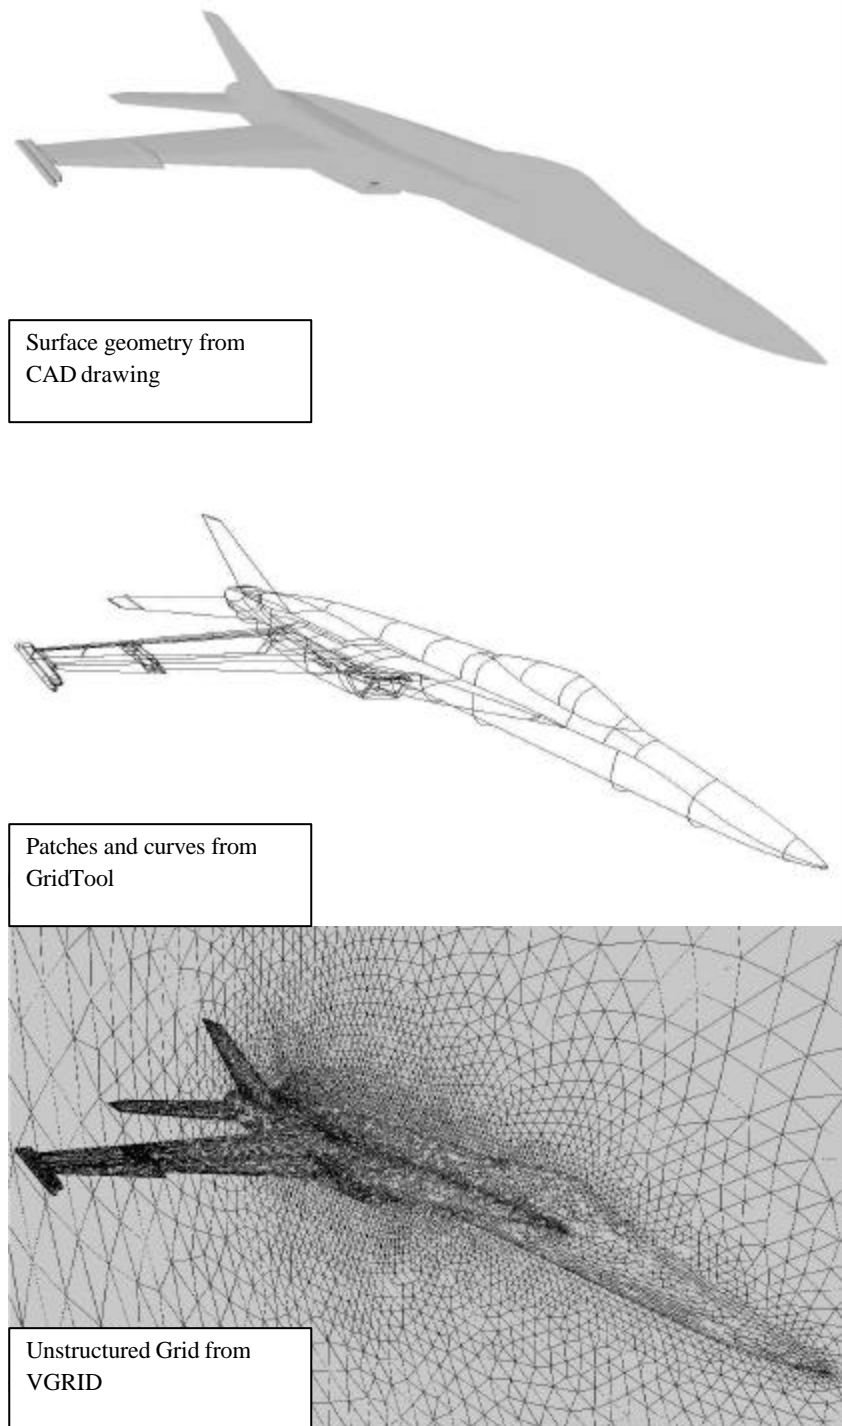 Surface geometry from
CAD drawing
Patches and curves from
GridTool
Unstructured Grid from
VGRID